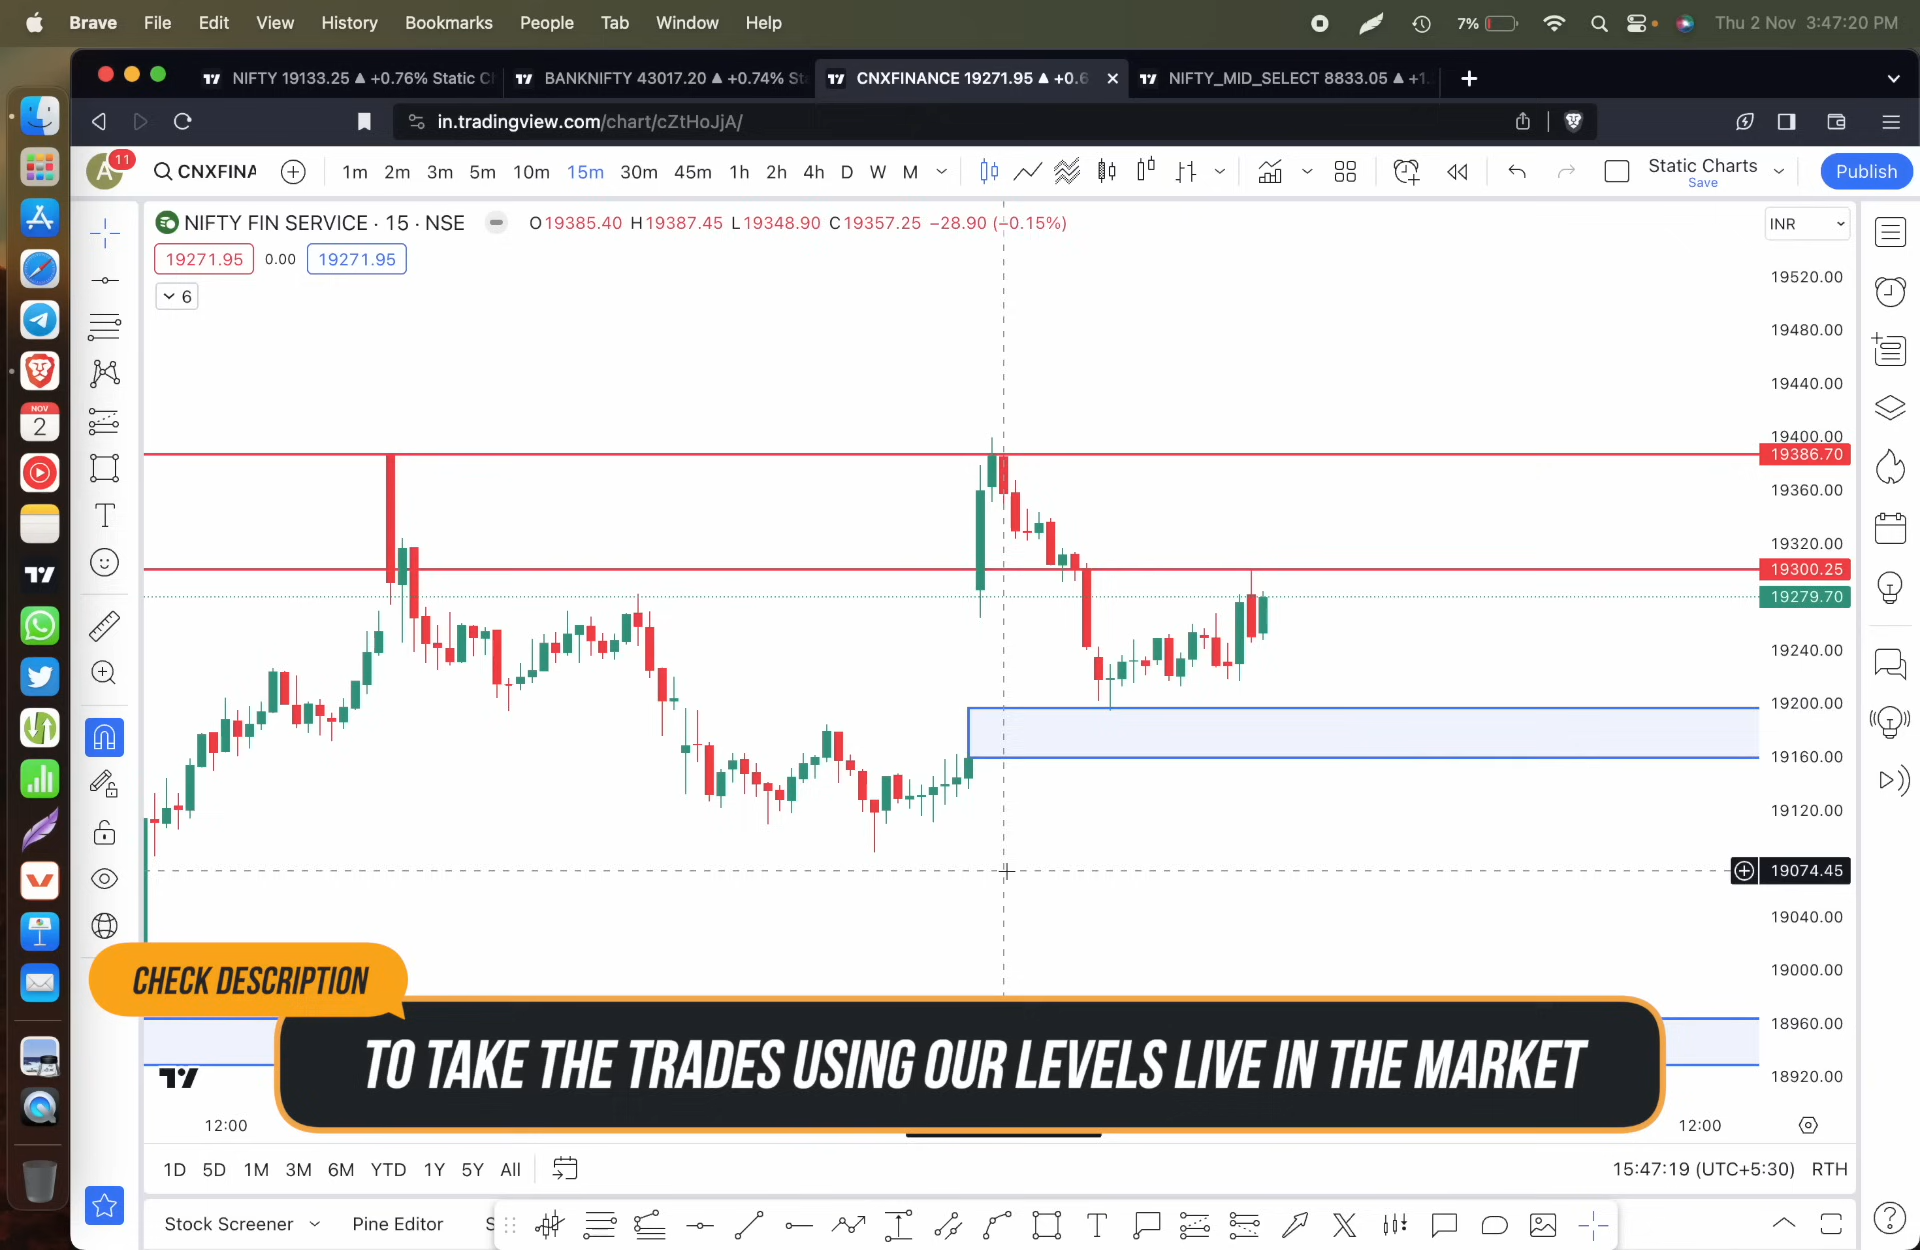 Brave File Edit View History Bookmarks People Tab Window Help 7% Thu 2 Nov 3:47:20 PM
NIFTY 19133.25 ▲ +0.76% Static Ch BANKNIFTY 43017.20 ▲ +0.74% St CNXFINANCE 19271.95 ▲ +0.6 NIFTY_MID_SELECT 8833.05 ▲ +1.
in.tradingview.com/chart/cZtHoJjA/
A 11 CNXFINA 1m 2m 3m 5m 10m 15m 30m 45m 1h 2h 4h D W M Static Charts Save Publish
NIFTY FIN SERVICE · 15 · NSE O19385.40 H19387.45 L19348.90 C19357.25 −28.90 (−0.15%) INR
19271.95 0.00 19271.95
6
19520.00
19480.00
19440.00
19400.00
19386.70
19360.00
19320.00
19300.25
19279.70
19240.00
19200.00
19160.00
19120.00
19074.45
19040.00
19000.00
18960.00
18920.00
NOV
2
CHECK DESCRIPTION
TO TAKE THE TRADES USING OUR LEVELS LIVE IN THE MARKET
12:00 12:00
1D 5D 1M 3M 6M YTD 1Y 5Y All 15:47:19 (UTC+5:30) RTH
Stock Screener Pine Editor S